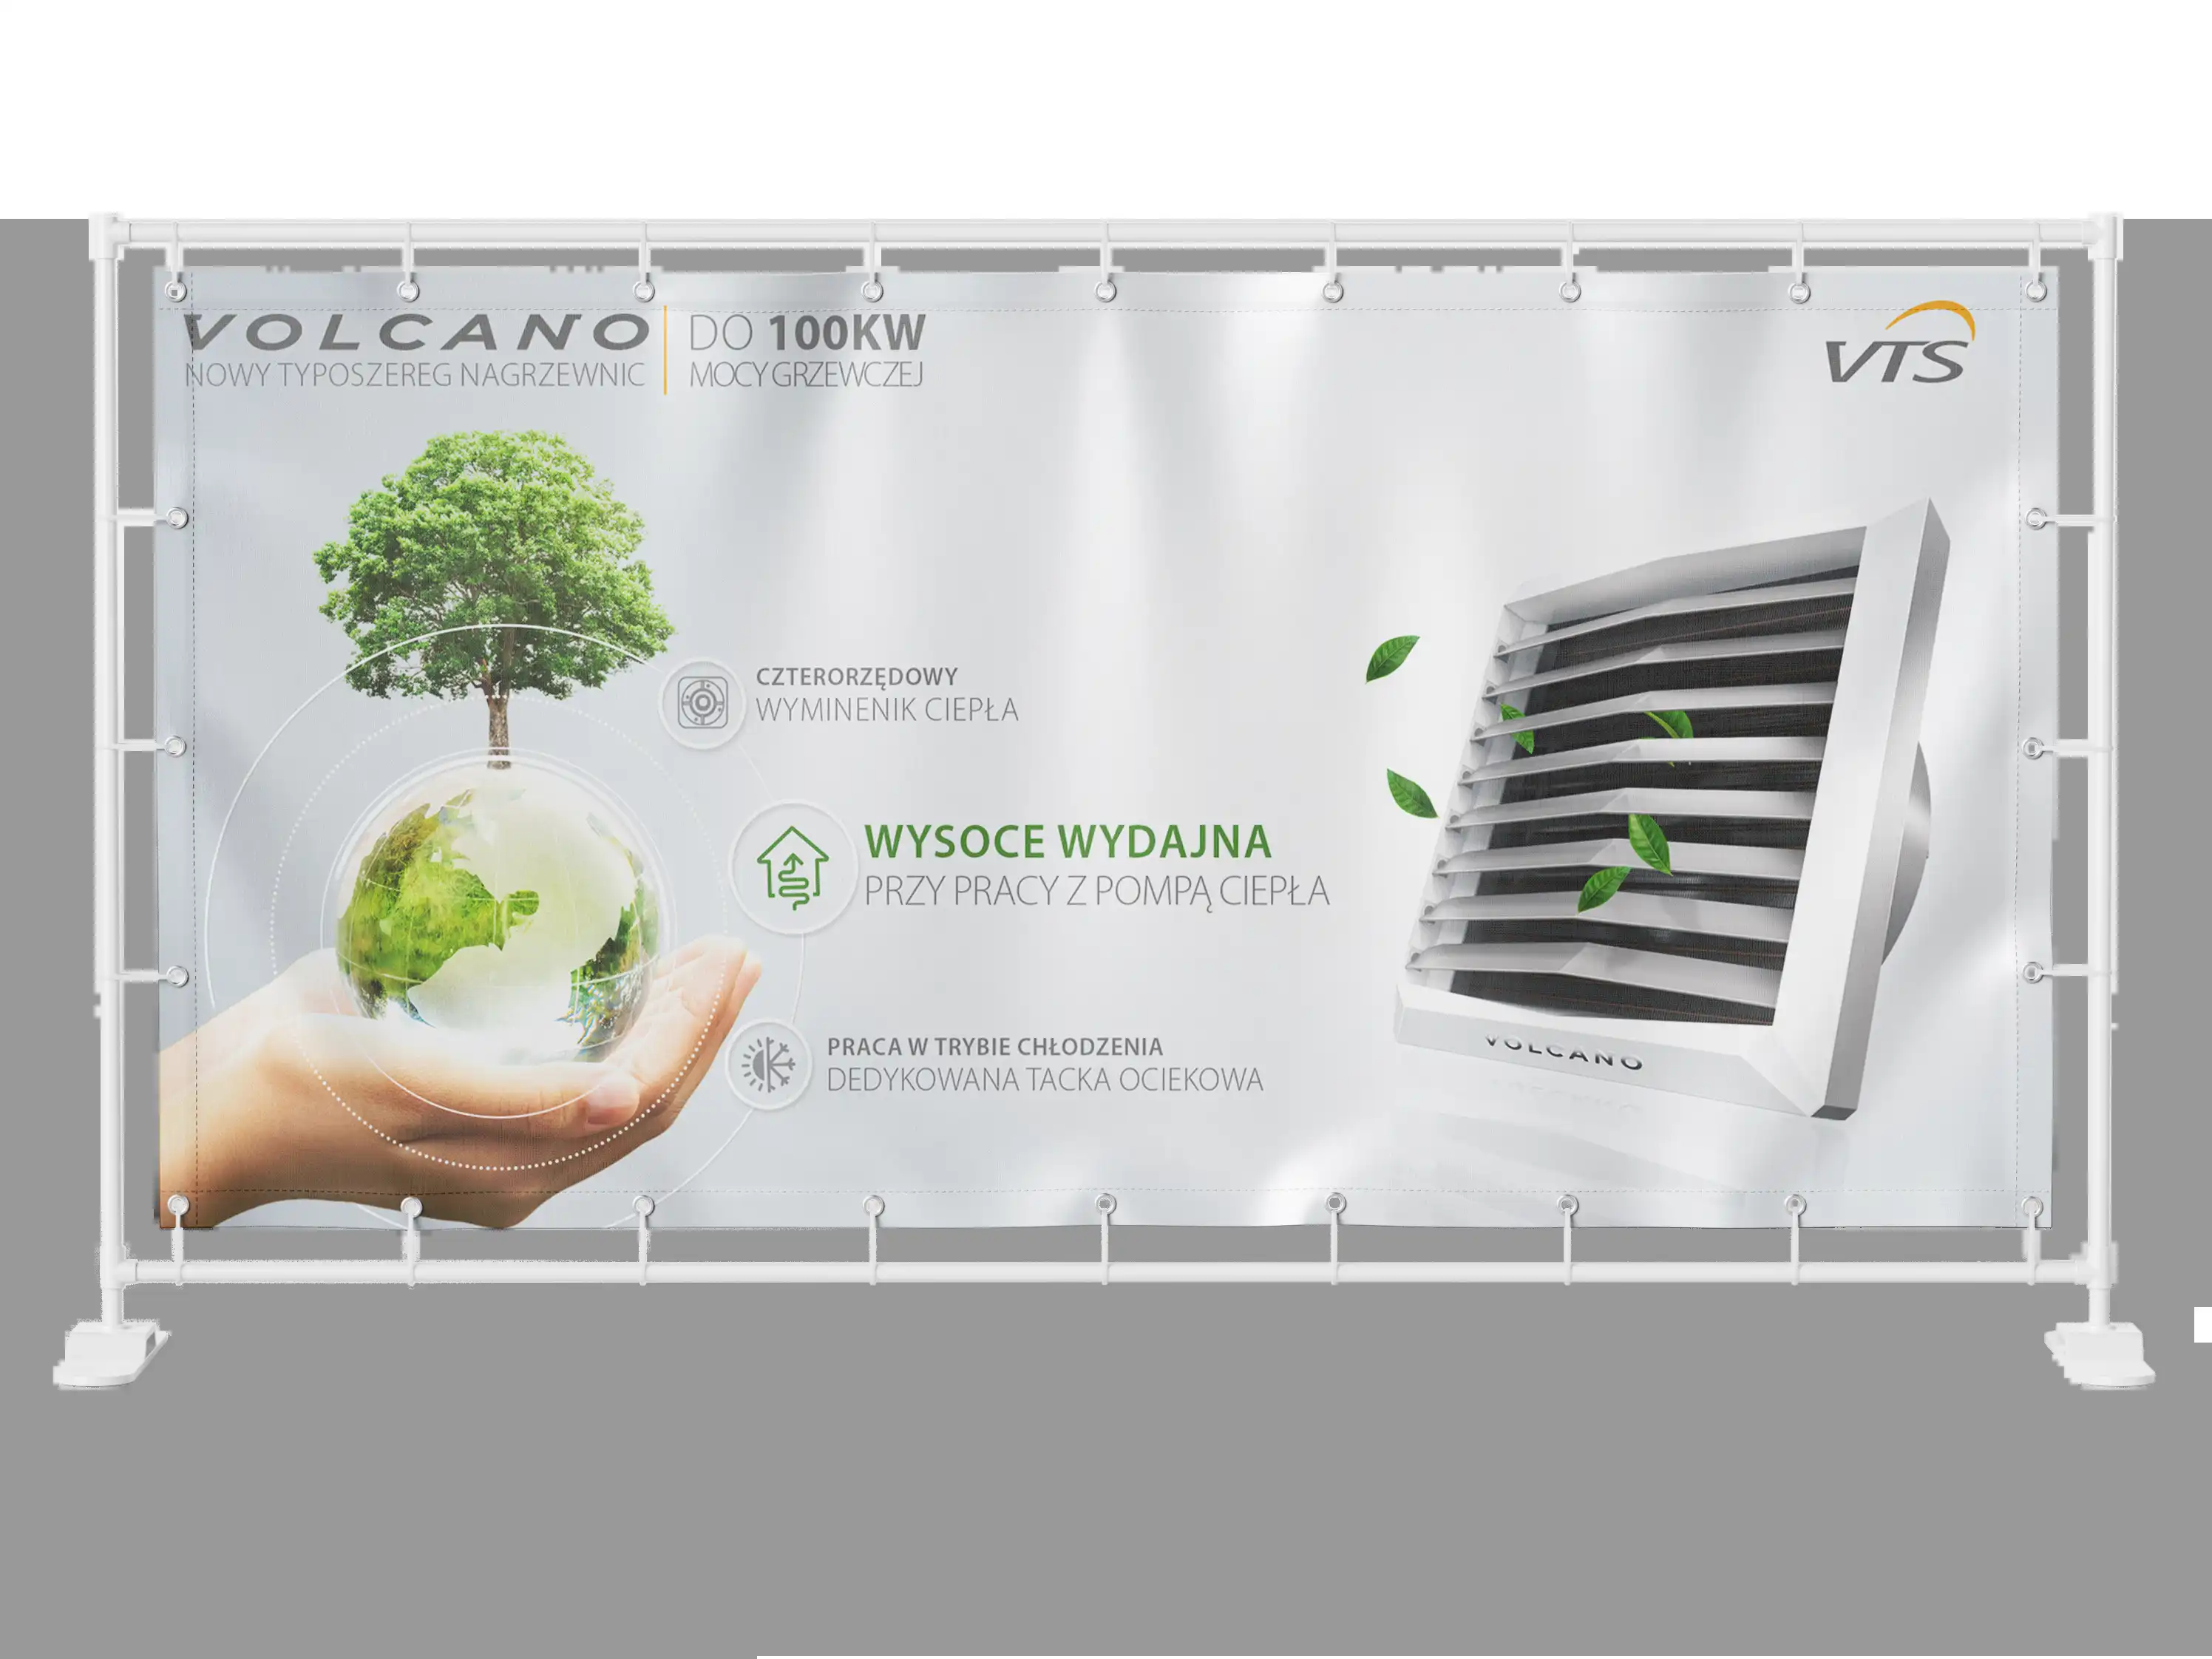 VOLCANO
NOWY TYPOSZEREG NAGRZEWNIC
DO 100KW
MOCY GRZEWCZEJ
VTS
CZTERORZĘDOWY
WYMINENIK CIEPŁA
WYSOCE WYDAJNA
PRZY PRACY Z POMPĄ CIEPŁA
PRACA W TRYBIE CHŁODZENIA
DEDYKOWANA TACKA OCIEKOWA
VOLCANO